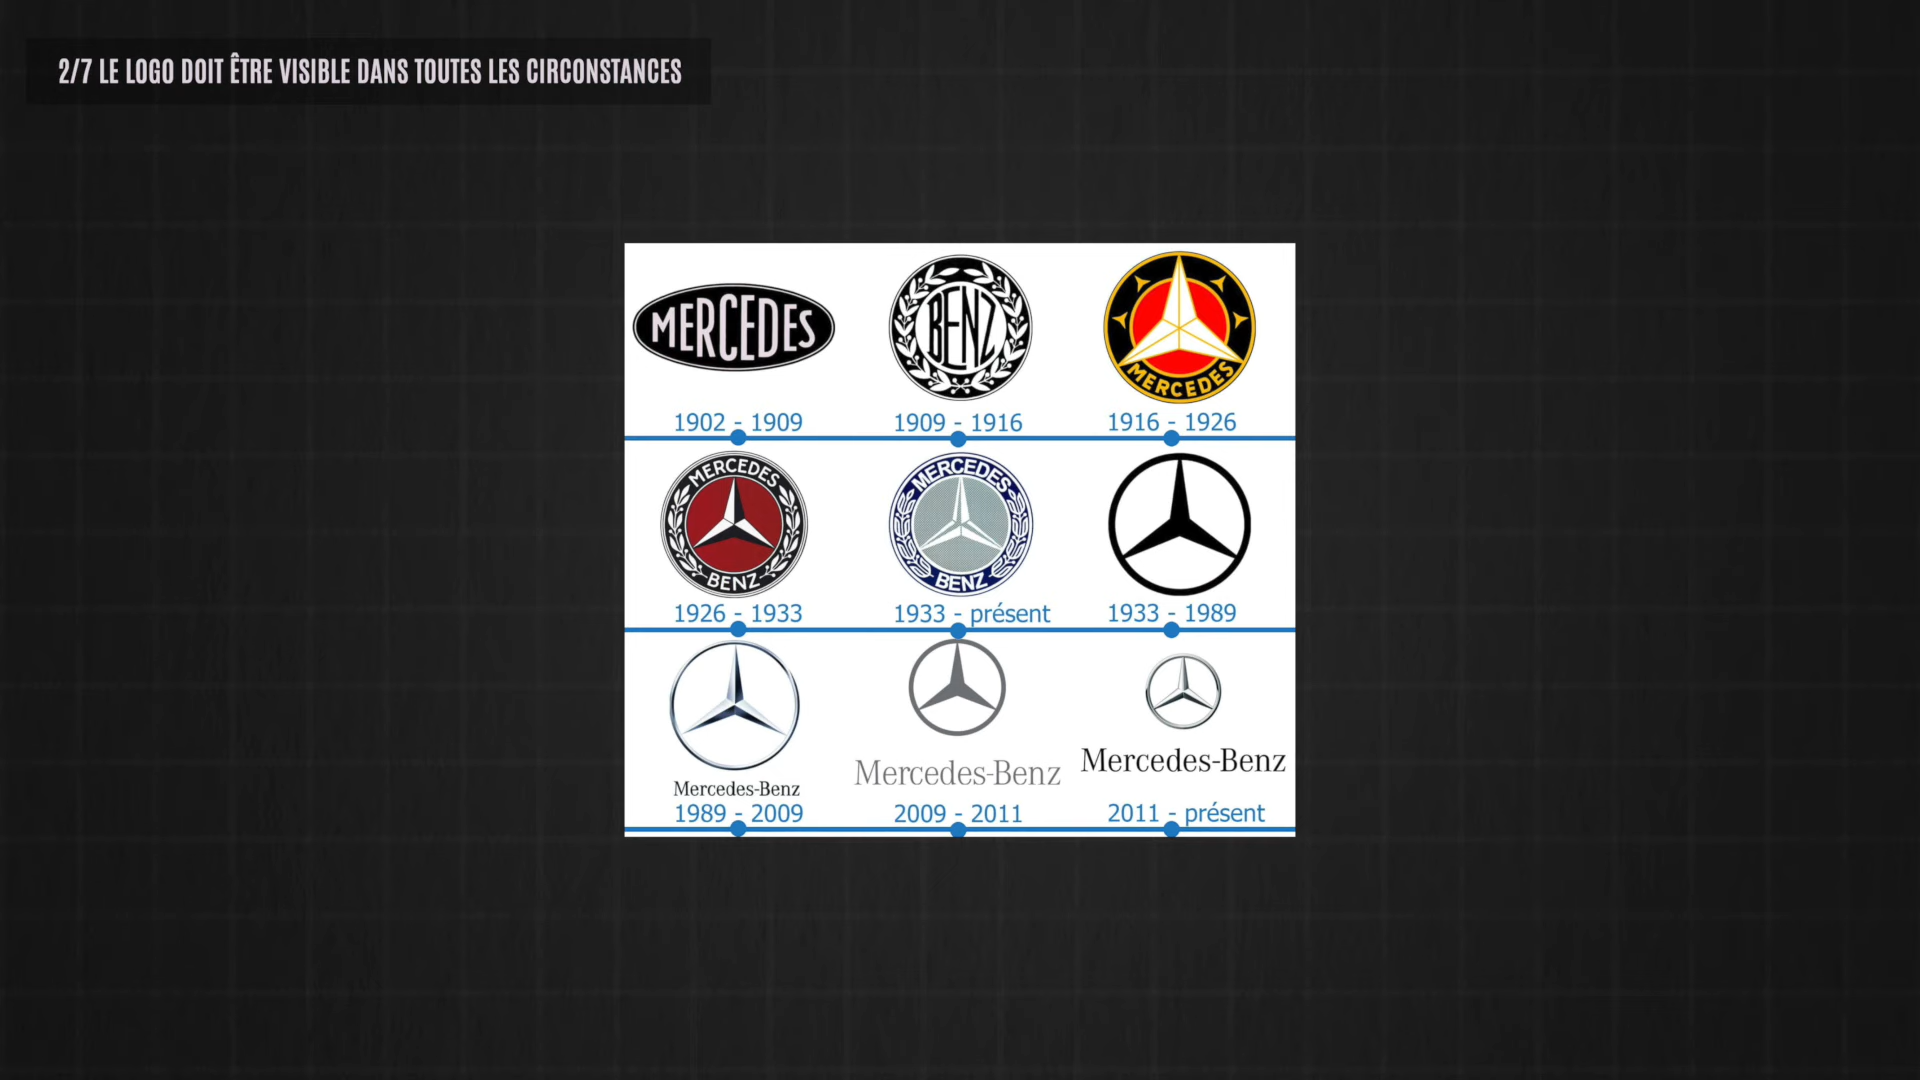 2/7 LE LOGO DOIT ÊTRE VISIBLE DANS TOUTES LES CIRCONSTANCES
MERCEDES
BENZ
MERCEDES
1902 - 1909
1909 - 1916
1916 - 1926
MERCEDES
BENZ
MERCEDES
BENZ
1926 - 1933
1933 - présent
1933 - 1989
Mercedes-Benz
Mercedes-Benz
Mercedes-Benz
1989 - 2009
2009 - 2011
2011 - présent